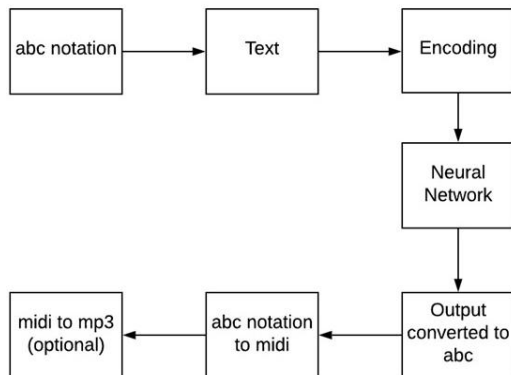 abc notation
Text
Encoding
Neural
Network
Output
converted to
abc
abc notation
to midi
midi to mp3
(optional)